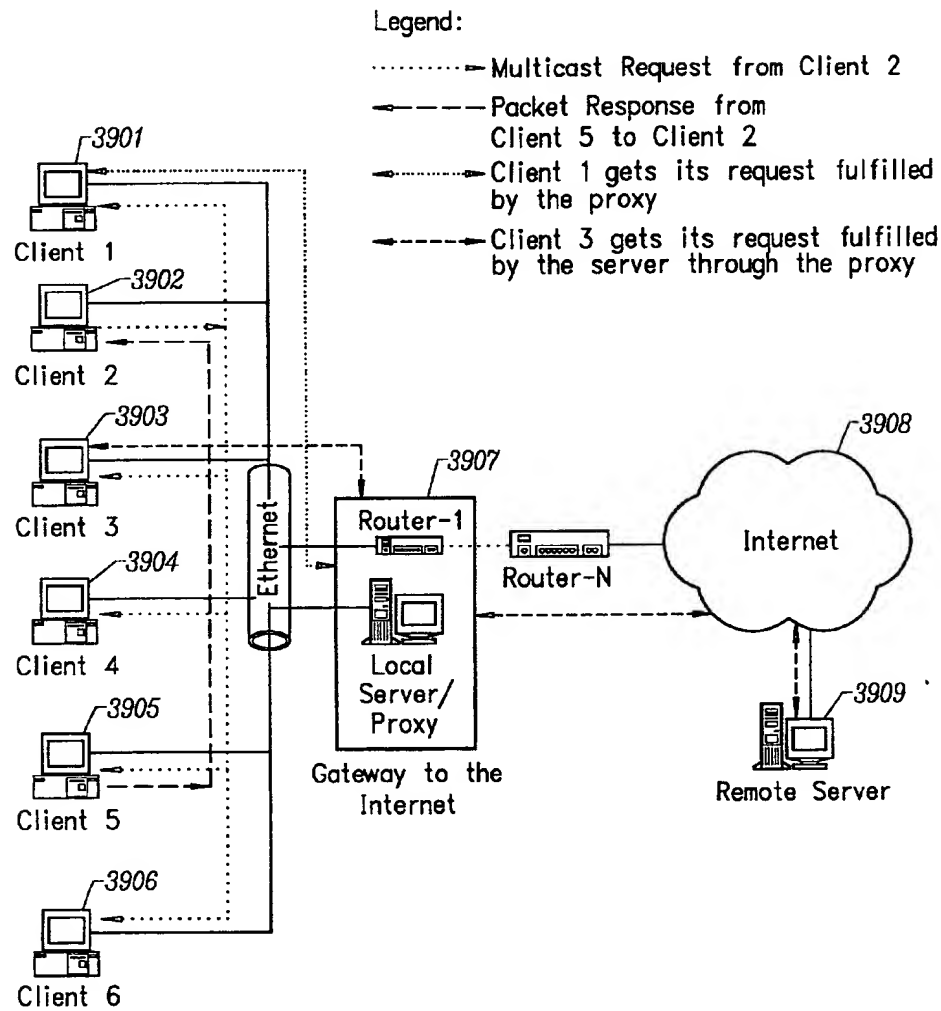 Legend:
Multicast Request from Client 2
Packet Response from
Client 5 to Client 2
Client 1 gets its request fulfilled
by the proxy
Client 3 gets its request fulfilled
by the server through the proxy
3901
Client 1
3902
Client 2
3903
Client 3
3904
Client 4
3905
Client 5
3906
Client 6
Ethernet
3907
Router-1
Local
Server/
Proxy
Gateway to the
Internet
Router-N
3908
Internet
3909
Remote Server